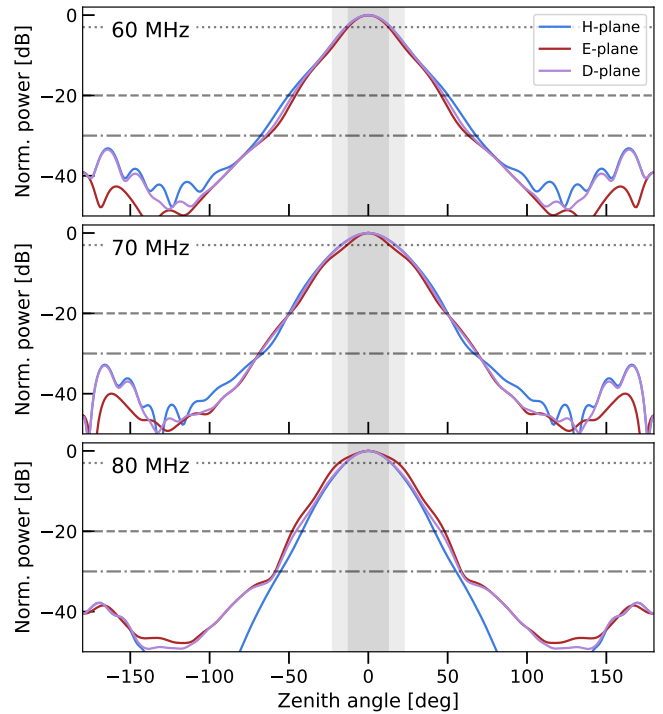 60 MHz
H-plane
E-plane
D-plane
0
−20
−40
Norm. power [dB]
70 MHz
0
−20
−40
Norm. power [dB]
80 MHz
0
−20
−40
Norm. power [dB]
−150 −100 −50 0 50 100 150
Zenith angle [deg]